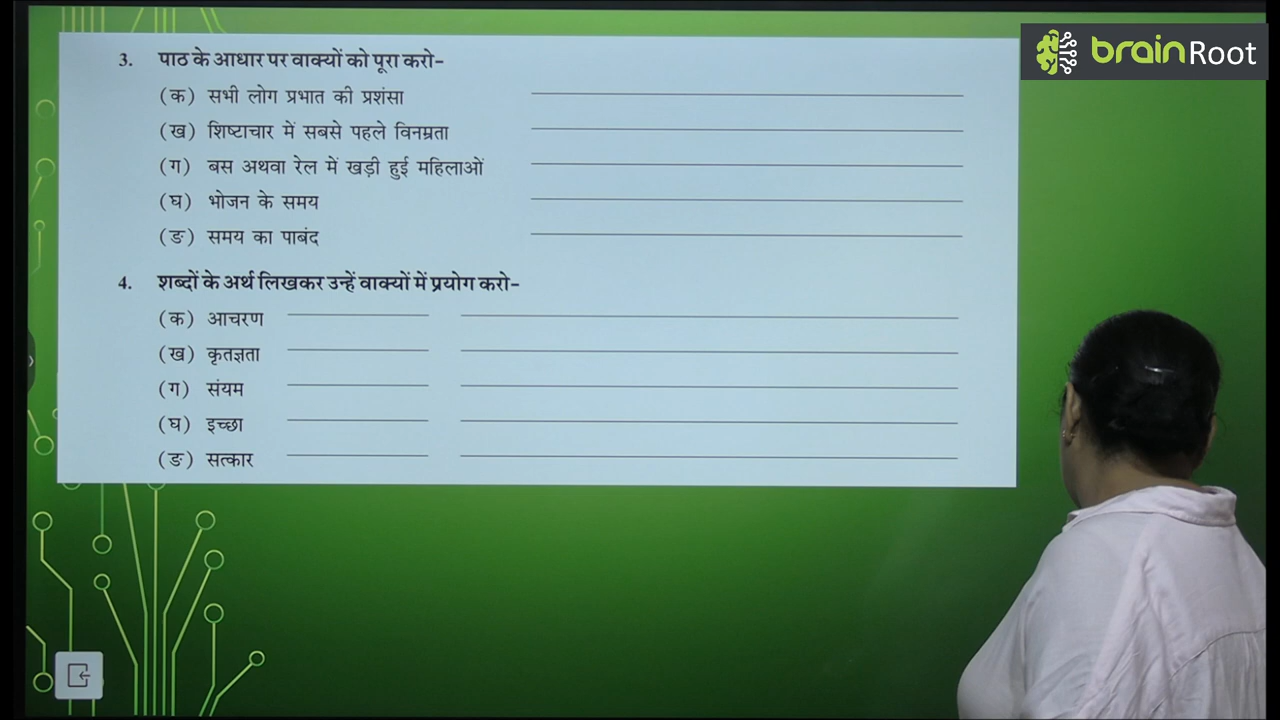 brainRoot
3. पाठ के आधार पर वाक्यों को पूरा करो-
(क) सभी लोग प्रभात की प्रशंसा
(ख) शिष्टाचार में सबसे पहले विनम्रता
(ग) बस अथवा रेल में खड़ी हुई महिलाओं
(घ) भोजन के समय
(ङ) समय का पाबंद
4. शब्दों के अर्थ लिखकर उन्हें वाक्यों में प्रयोग करो-
(क) आचरण
(ख) कृतज्ञता
(ग) संयम
(घ) इच्छा
(ङ) सत्कार